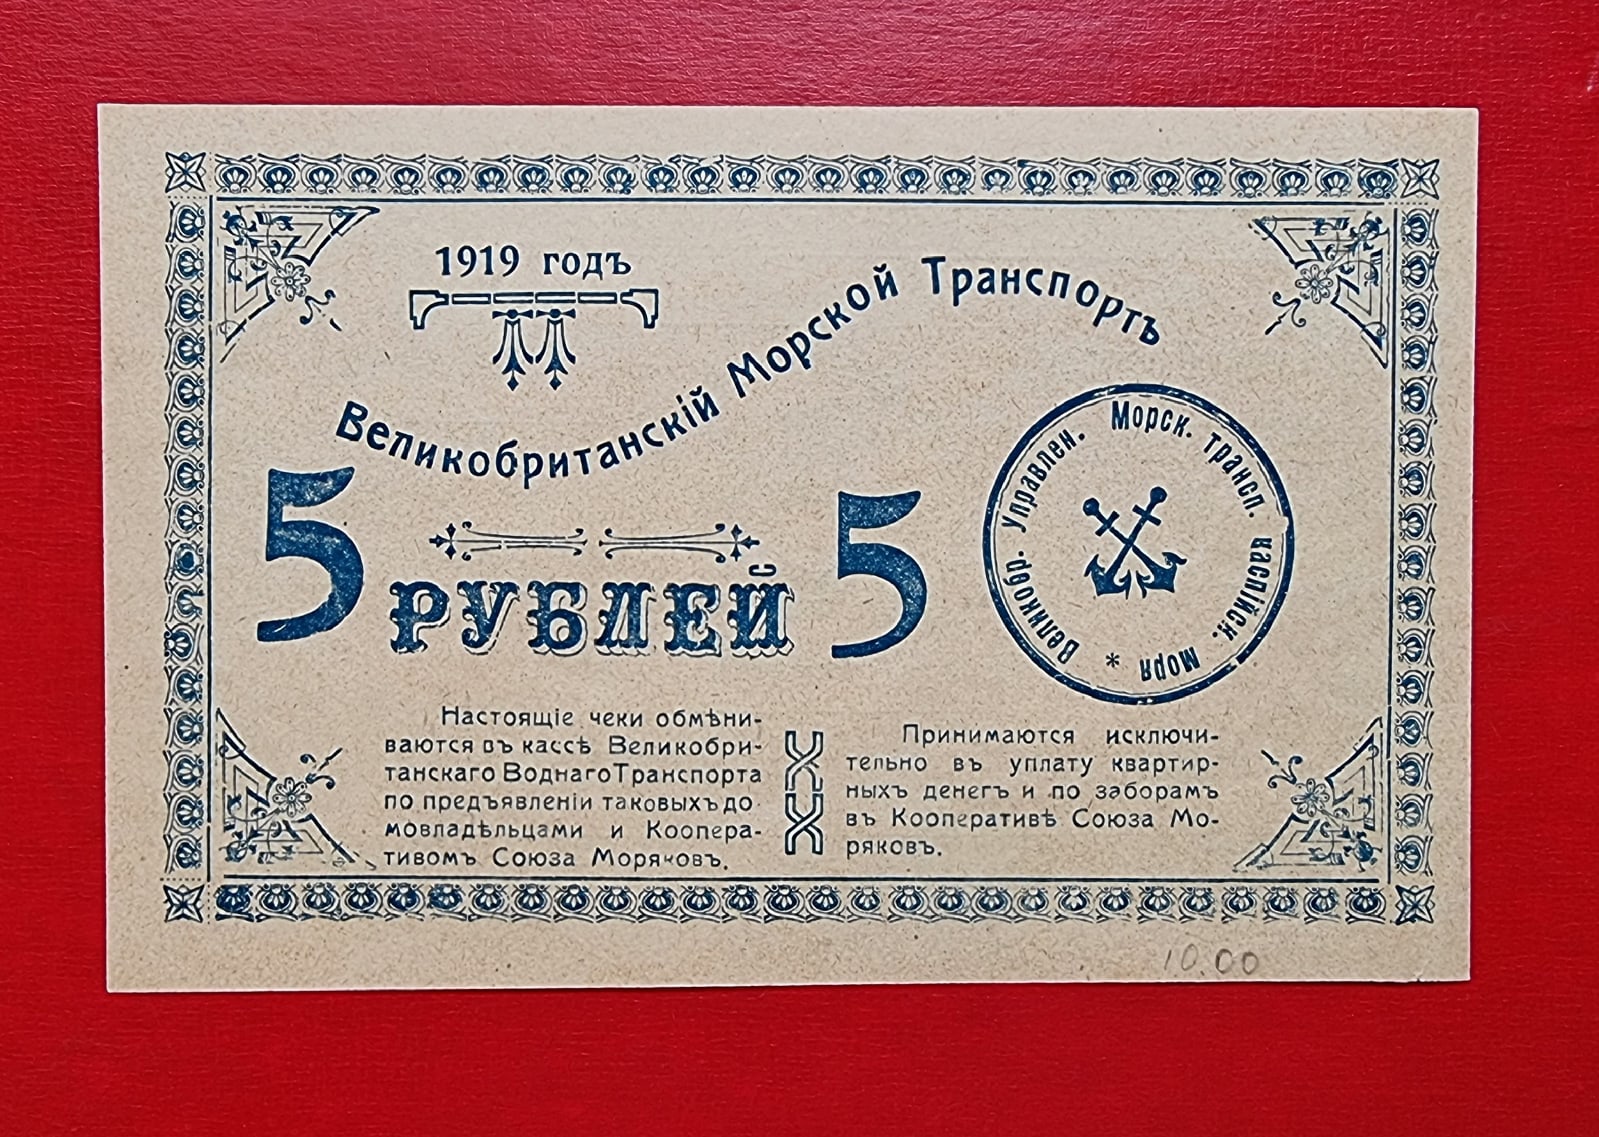 1919 годъ
Великобританскій Морской Транспортъ
5 РУБЛЕЙ 5
Великобр. Управлен. Морск. трансп. каспійск. моря *
Настоящіе чеки обмѣни-
ваются въ кассѣ Великобри-
танскаго Воднаго Транспорта
по предъявленіи таковыхъ до-
мовладѣльцами и Коопера-
тивомъ Союза Моряковъ.
Принимаются исключи-
тельно въ уплату квартир-
ныхъ денегъ и по заборамъ
въ Кооперативѣ Союза Мо-
ряковъ.
10.00